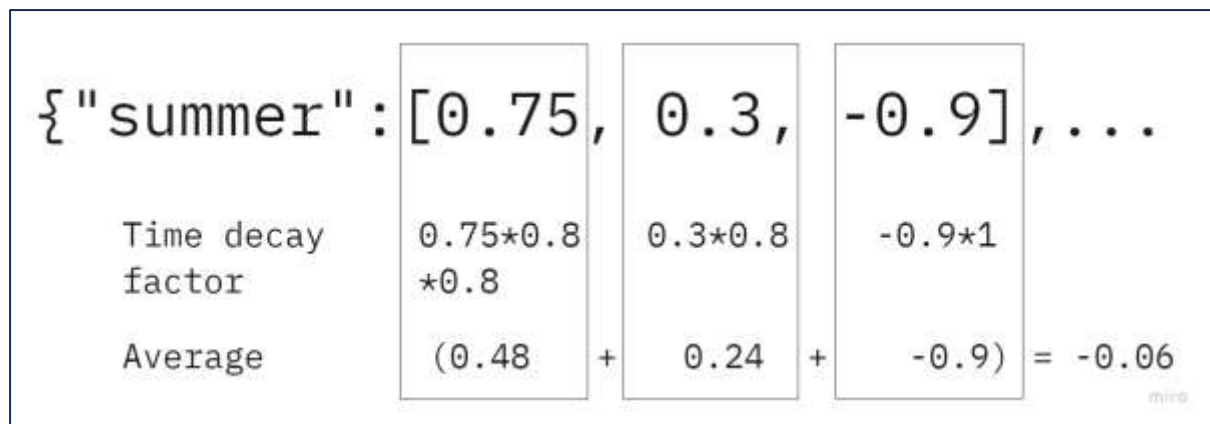 {"summer":[0.75, 0.3, -0.9],...
Time decay factor 0.75*0.8 *0.8 0.3*0.8 -0.9*1
Average (0.48 + 0.24 + -0.9) = -0.06
miro